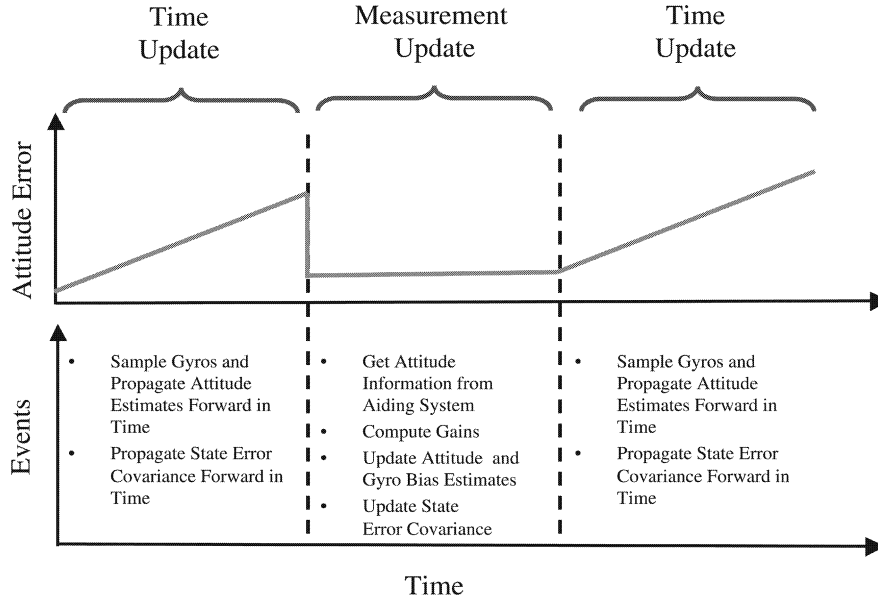 Time
Update
Measurement
Update
Time
Update
Attitude Error
Events
• Sample Gyros and
Propagate Attitude
Estimates Forward in
Time
• Propagate State Error
Covariance Forward in
Time
• Get Attitude
Information from
Aiding System
• Compute Gains
• Update Attitude and
Gyro Bias Estimates
• Update State
Error Covariance
• Sample Gyros and
Propagate Attitude
Estimates Forward in
Time
• Propagate State Error
Covariance Forward in
Time
Time